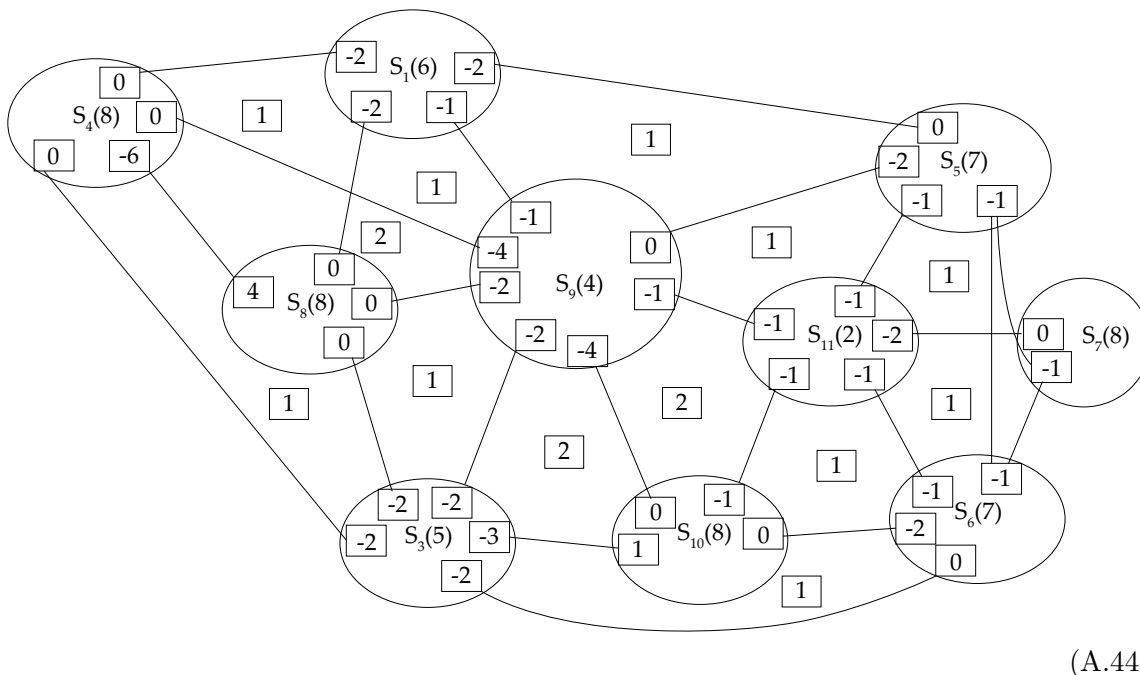 -2 S₁(6) -2
0
-2 -1
S₄(8) 0 1
0 -6
1
0
-2 S₅(7)
-1 -1
1
-1
2
-4
0
1
0
4 S₈(8) 0
0
-2 S₉(4)
-1
-2 -4
1
-1
-1 S₁₁(2) -2
-1 -1
0 S₇(8)
-1
1
1
2
1
2
1
-2 -2
-2 S₃(5) -3
-2
0 -1
1 S₁₀(8) 0
-1 -1
-2 S₆(7)
0
1
(A.44